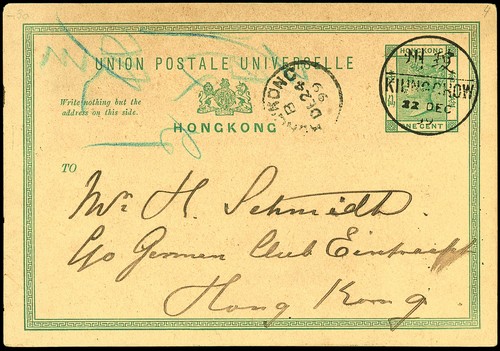 UNION POSTALE UNIVERSELLE
Write nothing but the
address on this side.
HONGKONG
HONGKONG
ONE CENT
KIUNGCHOW
22 DEC
HONGKONG
B
DE 24
99
TO
Mr. H. Schmidt.
c/o German Club Eintracht
Hong Kong